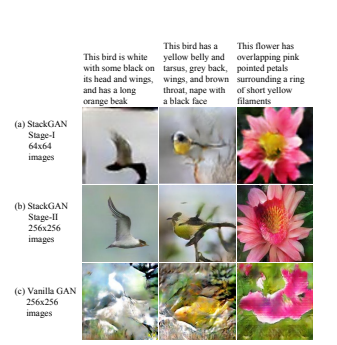 This bird is white
with some black on
its head and wings,
and has a long
orange beak
This bird has a
yellow belly and
tarsus, grey back,
wings, and brown
throat, nape with
a black face
This flower has
overlapping pink
pointed petals
surrounding a ring
of short yellow
filaments
(a) StackGAN
Stage-I
64x64
images
(b) StackGAN
Stage-II
256x256
images
(c) Vanilla GAN
256x256
images